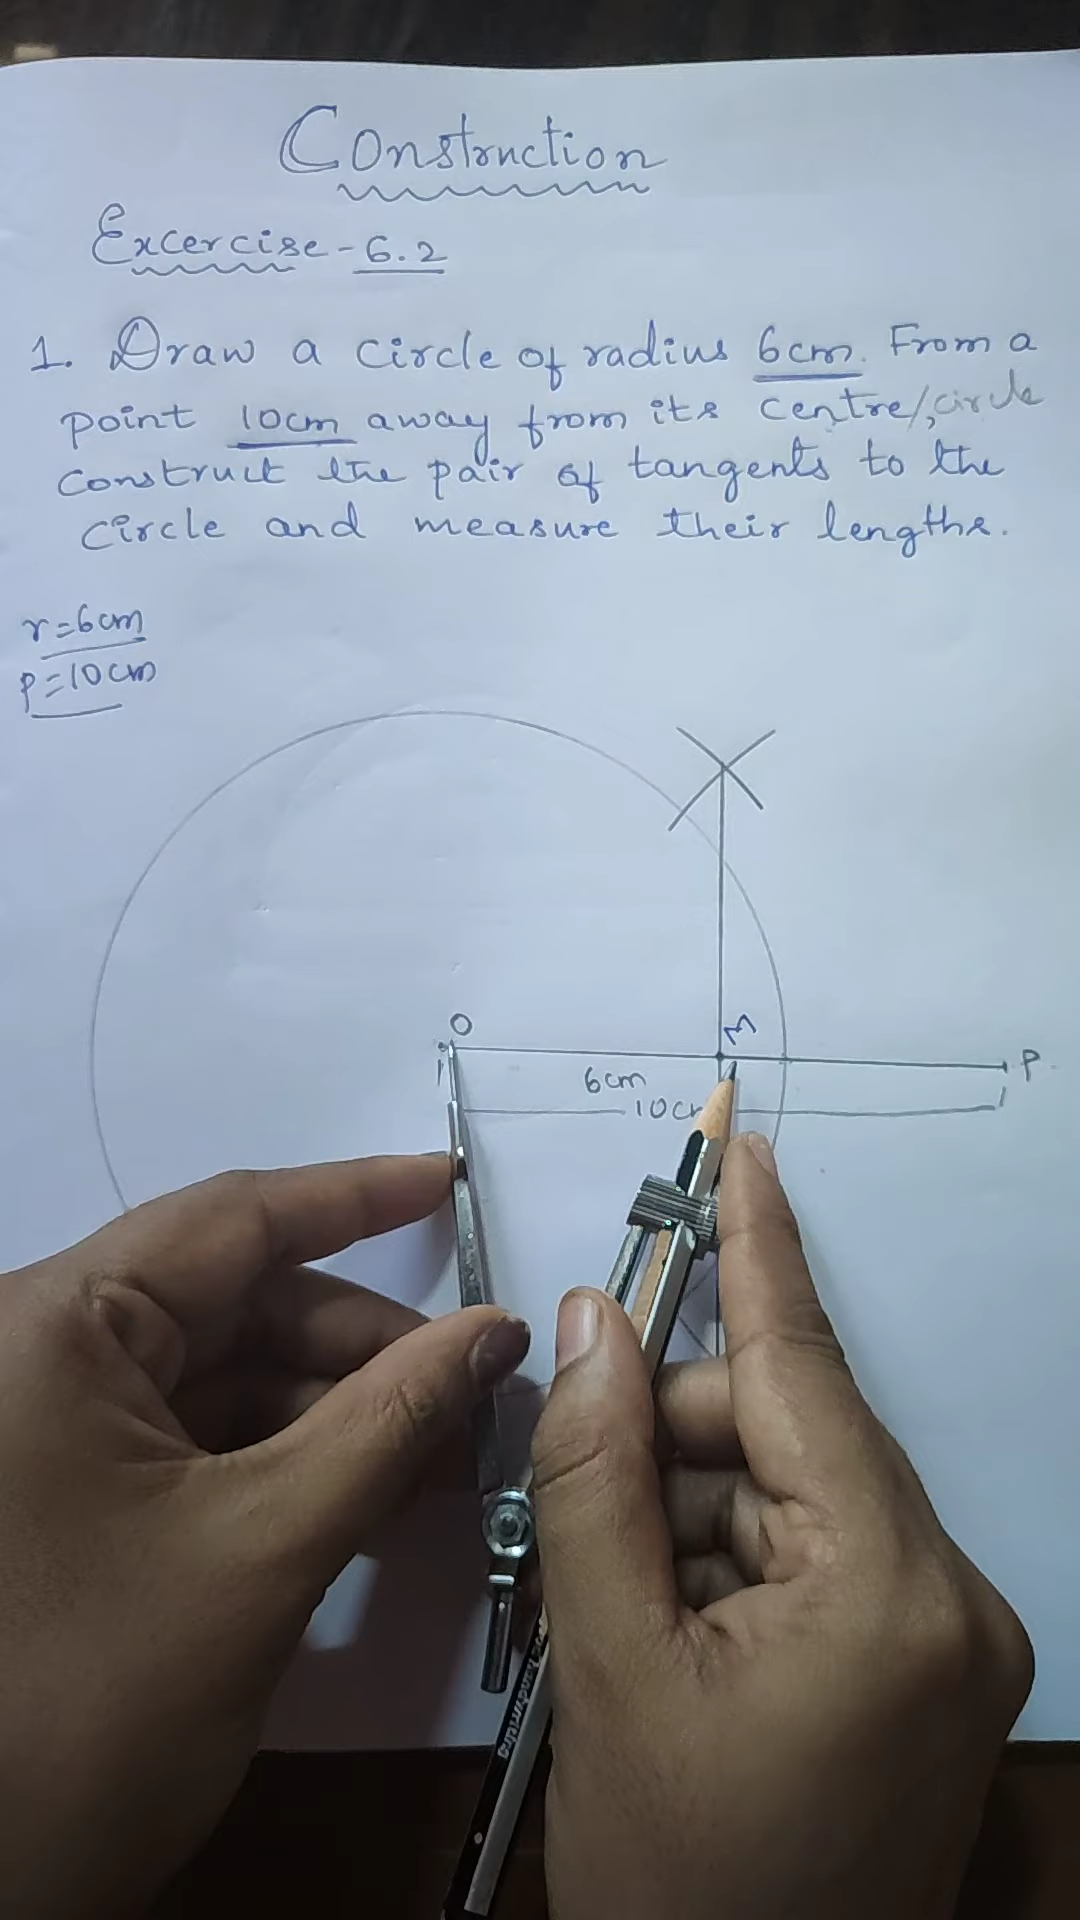 Construction
Excercise - 6.2
1. Draw a circle of radius 6cm. From a
point 10cm away from its centre/circle
construct the pair of tangents to the
circle and measure their lengths.
r=6cm
P=10cm
O
M
P
6cm
10cm